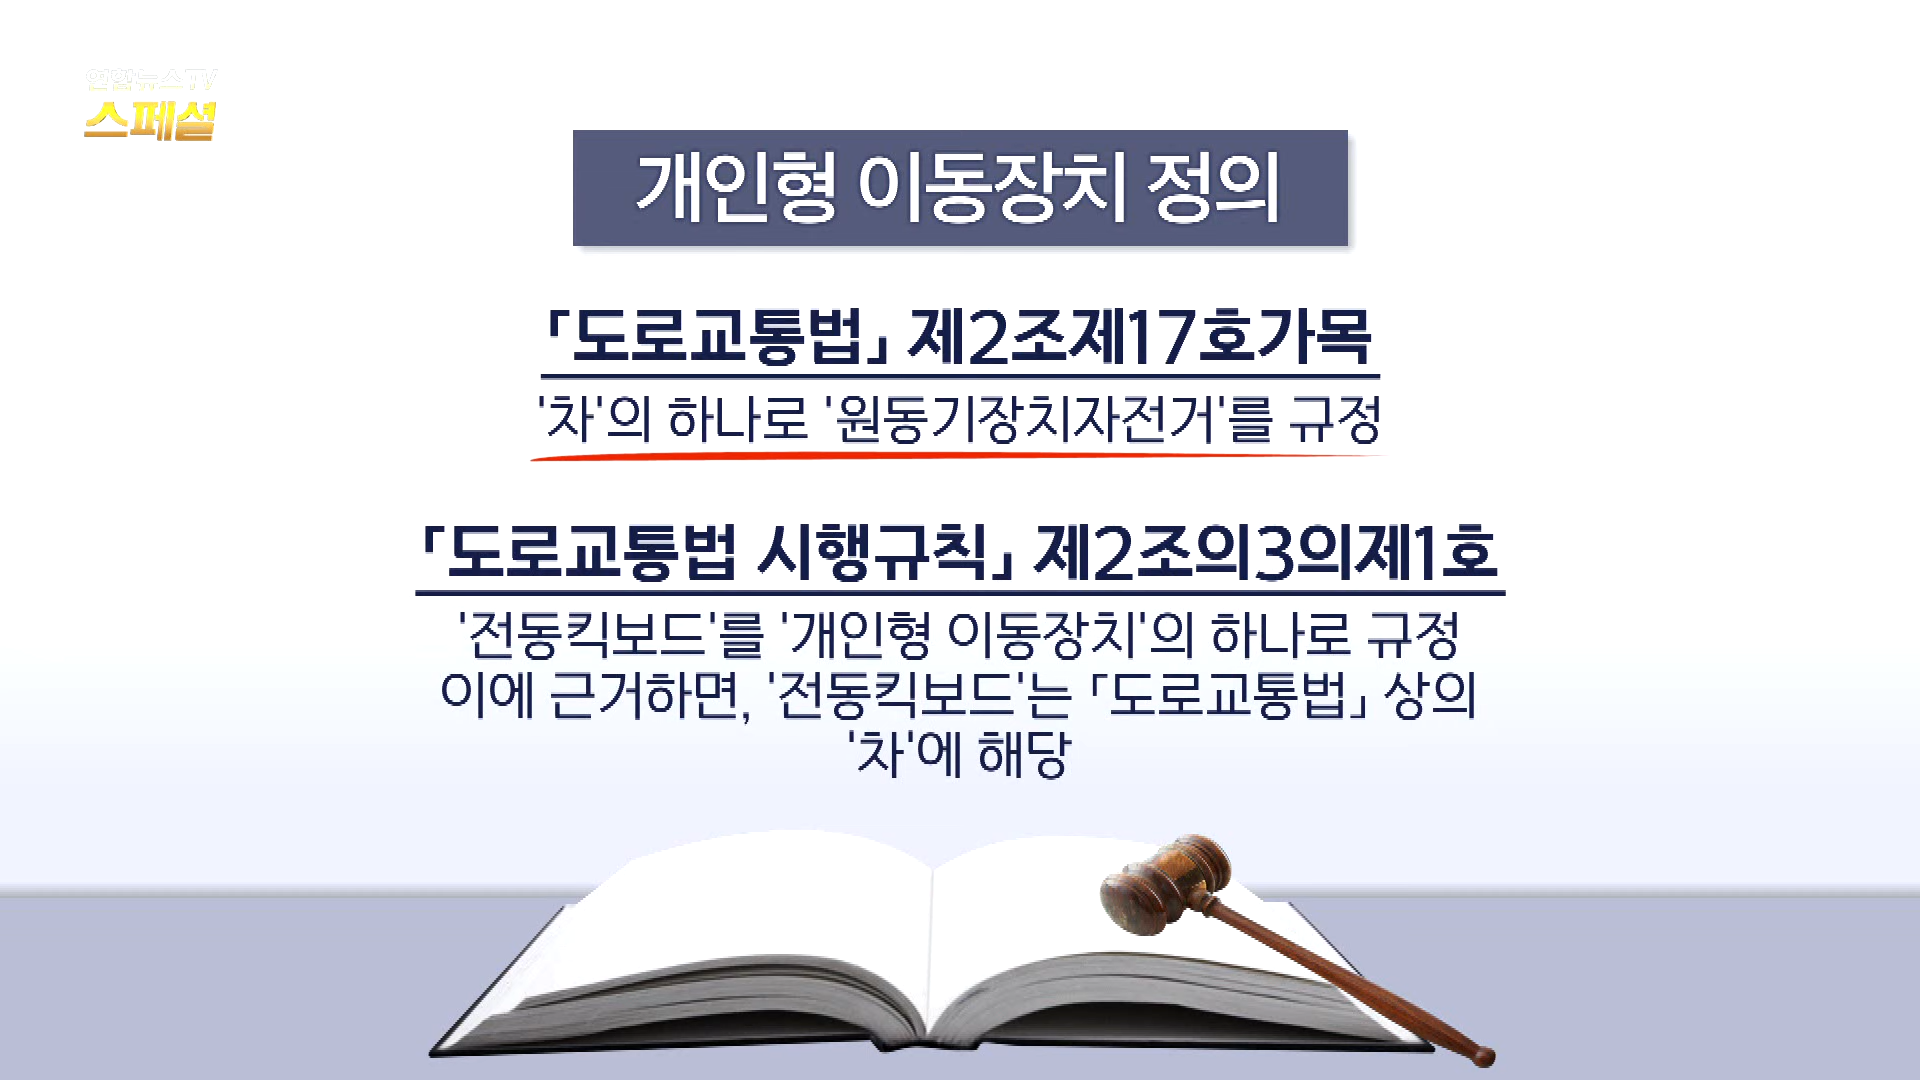 연합뉴스TV
스페셜
개인형 이동장치 정의
「도로교통법」 제2조제17호가목
'차'의 하나로 '원동기장치자전거'를 규정
「도로교통법 시행규칙」 제2조의3의제1호
'전동킥보드'를 '개인형 이동장치'의 하나로 규정
이에 근거하면, '전동킥보드'는 「도로교통법」 상의
'차'에 해당